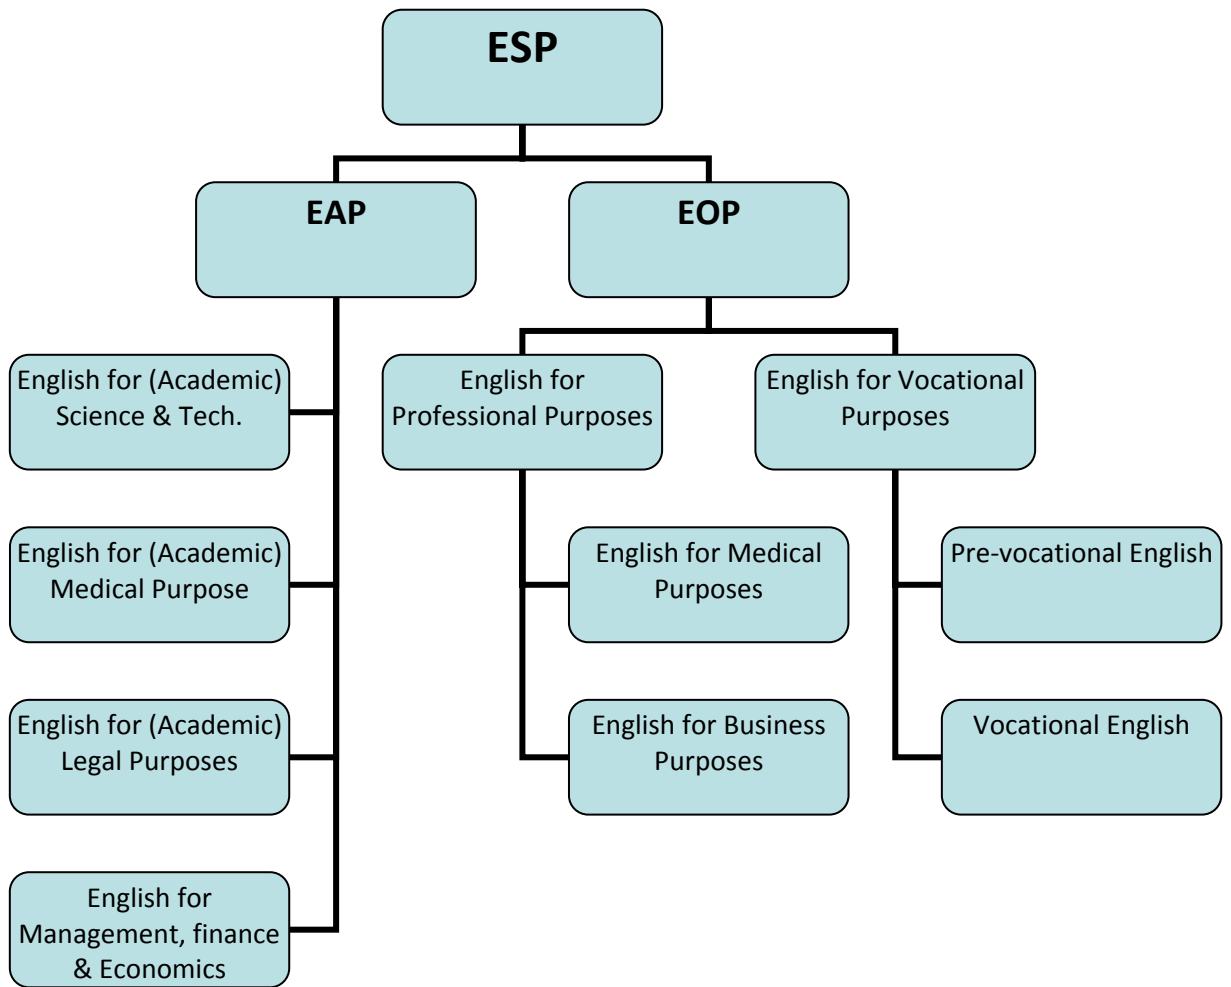 ESP
EAP
EOP
English for (Academic)
Science & Tech.
English for
Professional Purposes
English for Vocational
Purposes
English for (Academic)
Medical Purpose
English for Medical
Purposes
Pre-vocational English
English for (Academic)
Legal Purposes
English for Business
Purposes
Vocational English
English for
Management, finance
& Economics